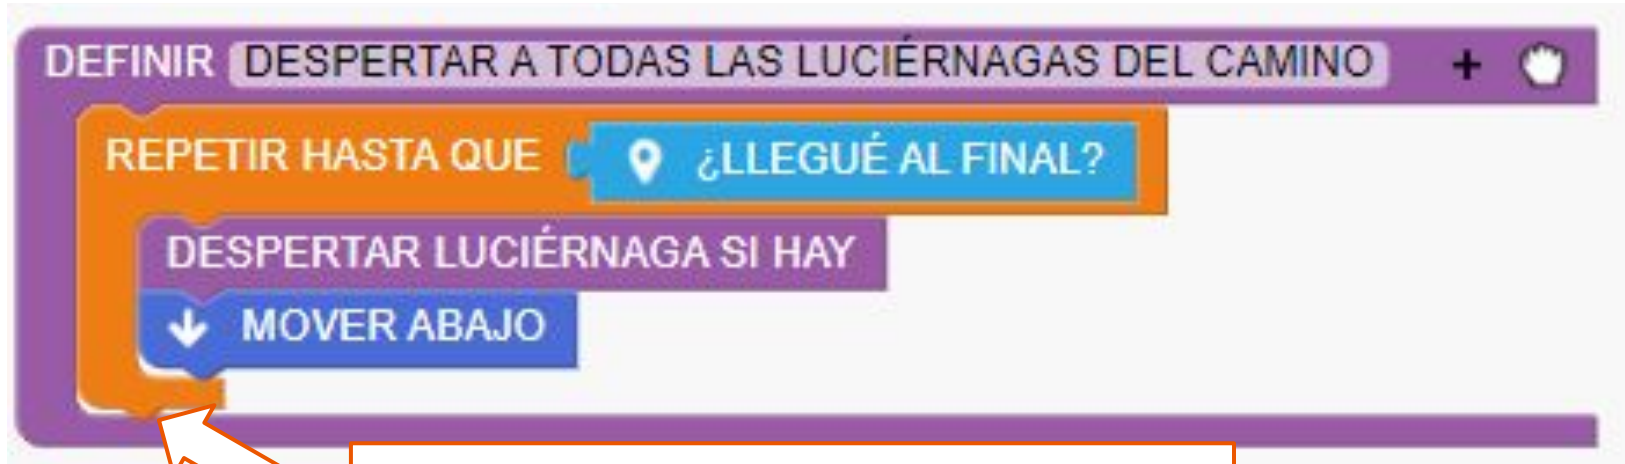 DEFINIR DESPERTAR A TODAS LAS LUCIÉRNAGAS DEL CAMINO +
REPETIR HASTA QUE ¿LLEGUÉ AL FINAL?
DESPERTAR LUCIÉRNAGA SI HAY
MOVER ABAJO